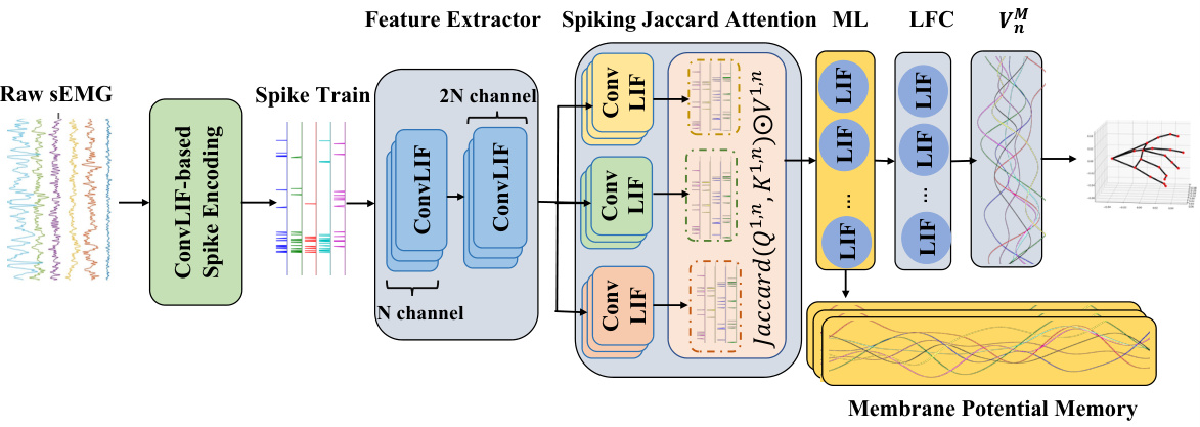 Feature Extractor
Spiking Jaccard Attention
ML
LFC
$V_n^M$
Raw sEMG
ConvLIF-based
Spike Encoding
Spike Train
2N channel
ConvLIF
ConvLIF
N channel
Conv
LIF
Conv
LIF
Conv
LIF
$Jaccard(Q^{1,n}, K^{1,n})\odot V^{1,n}$
LIF
LIF
...
LIF
LIF
LIF
...
LIF
Membrane Potential Memory